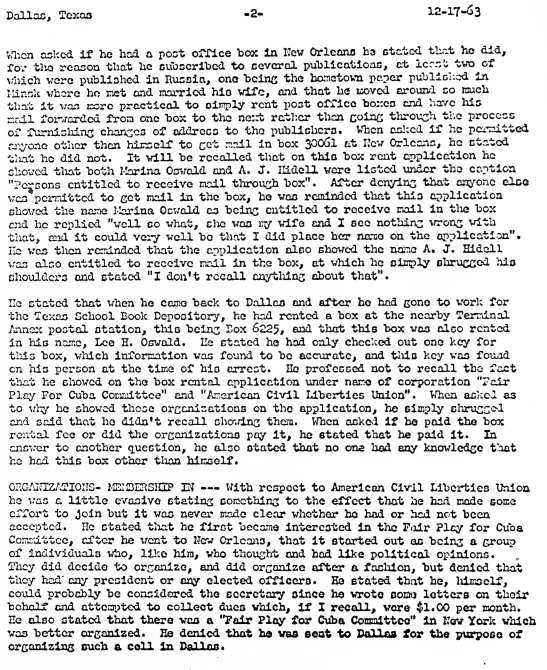 Dallas, Texas -2- 12-17-63
When asked if he had a post office box in New Orleans he stated that he did,
for the reason that he subscribed to several publications, at least two of
which were published in Russia, one being the hometown paper published in
Minsk where he met and married his wife, and that he moved around so much
that it was more practical to simply rent post office boxes and have his
mail forwarded from one box to the next rather than going through the process
of furnishing changes of address to the publishers. When asked if he permitted
anyone other than himself to get mail in box 30061 at New Orleans, he stated
that he did not. It will be recalled that on this box rent application he
showed that both Marina Oswald and A. J. Hidell were listed under the caption
"Persons entitled to receive mail through box". After denying that anyone else
was permitted to get mail in the box, he was reminded that this application
showed the name Marina Oswald as being entitled to receive mail in the box
and he replied "well so what, she was my wife and I see nothing wrong with
that, and it could very well be that I did place her name on the application".
He was then reminded that the application also showed the name A. J. Hidell
was also entitled to receive mail in the box, at which he simply shrugged his
shoulders and stated "I don't recall anything about that".
He stated that when he came back to Dallas and after he had gone to work for
the Texas School Book Depository, he had rented a box at the nearby Terminal
Annex postal station, this being Box 6225, and that this box was also rented
in his name, Lee H. Oswald. He stated he had only checked out one key for
this box, which information was found to be accurate, and this key was found
on his person at the time of his arrest. He professed not to recall the fact
that he showed on the box rental application under name of corporation "Fair
Play For Cuba Committee" and "American Civil Liberties Union". When asked as
to why he showed these organizations on the application, he simply shrugged
and said that he didn't recall showing them. When asked if he paid the box
rental fee or did the organizations pay it, he stated that he paid it. In
answer to another question, he also stated that no one had any knowledge that
he had this box other than himself.
ORGANIZATIONS- MEMBERSHIP IN --- With respect to American Civil Liberties Union
he was a little evasive stating something to the effect that he had made some
effort to join but it was never made clear whether he had or had not been
accepted. He stated that he first became interested in the Fair Play for Cuba
Committee, after he went to New Orleans, that it started out as being a group
of individuals who, like him, who thought and had like political opinions.
They did decide to organize, and did organize after a fashion, but denied that
they had any president or any elected officers. He stated that he, himself,
could probably be considered the secretary since he wrote some letters on their
behalf and attempted to collect dues which, if I recall, were $1.00 per month.
He also stated that there was a "Fair Play for Cuba Committee" in New York which
was better organized. He denied that he was sent to Dallas for the purpose of
organizing such a cell in Dallas.